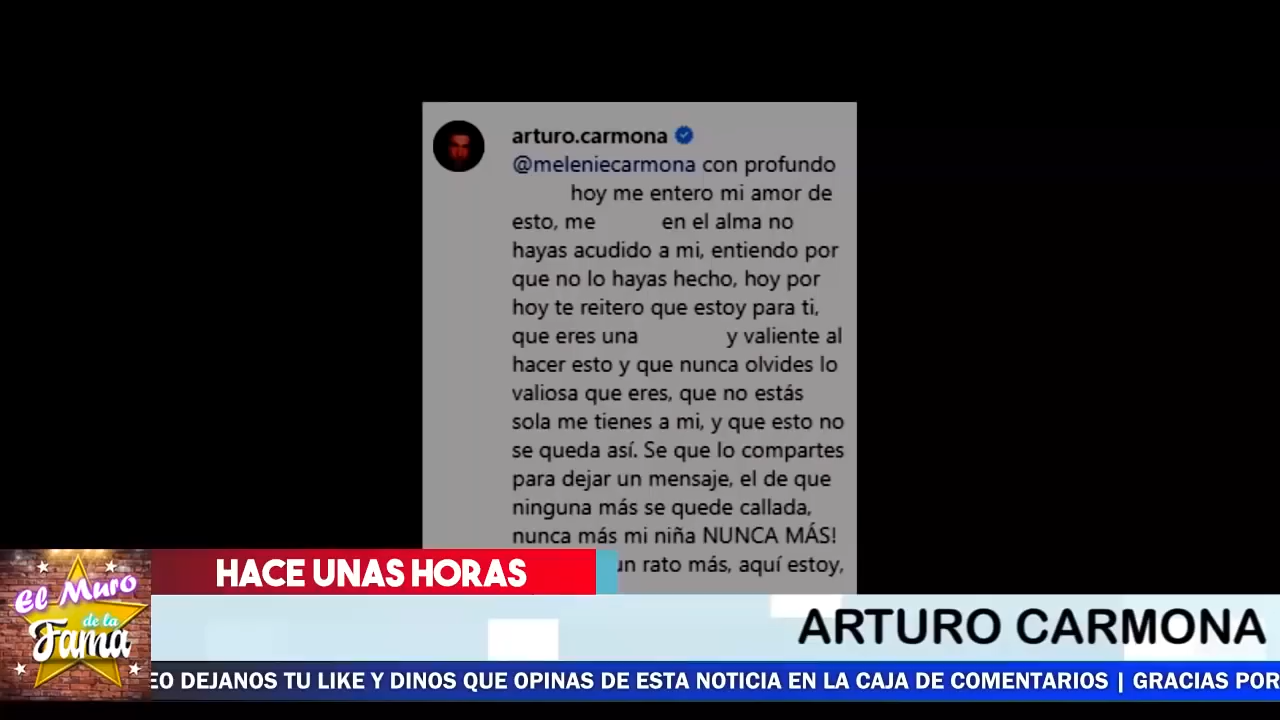 arturo.carmona
@meleniecarmona con profundo
hoy me entero mi amor de
esto, me en el alma no
hayas acudido a mi, entiendo por
que no lo hayas hecho, hoy por
hoy te reitero que estoy para ti,
que eres una y valiente al
hacer esto y que nunca olvides lo
valiosa que eres, que no estás
sola me tienes a mi, y que esto no
se queda así. Se que lo compartes
para dejar un mensaje, el de que
ninguna más se quede callada,
nunca más mi niña NUNCA MÁS!
un rato más, aquí estoy,
HACE UNAS HORAS
El Muro
de la
Fama
ARTURO CARMONA
EO DEJANOS TU LIKE Y DINOS QUE OPINAS DE ESTA NOTICIA EN LA CAJA DE COMENTARIOS | GRACIAS POR